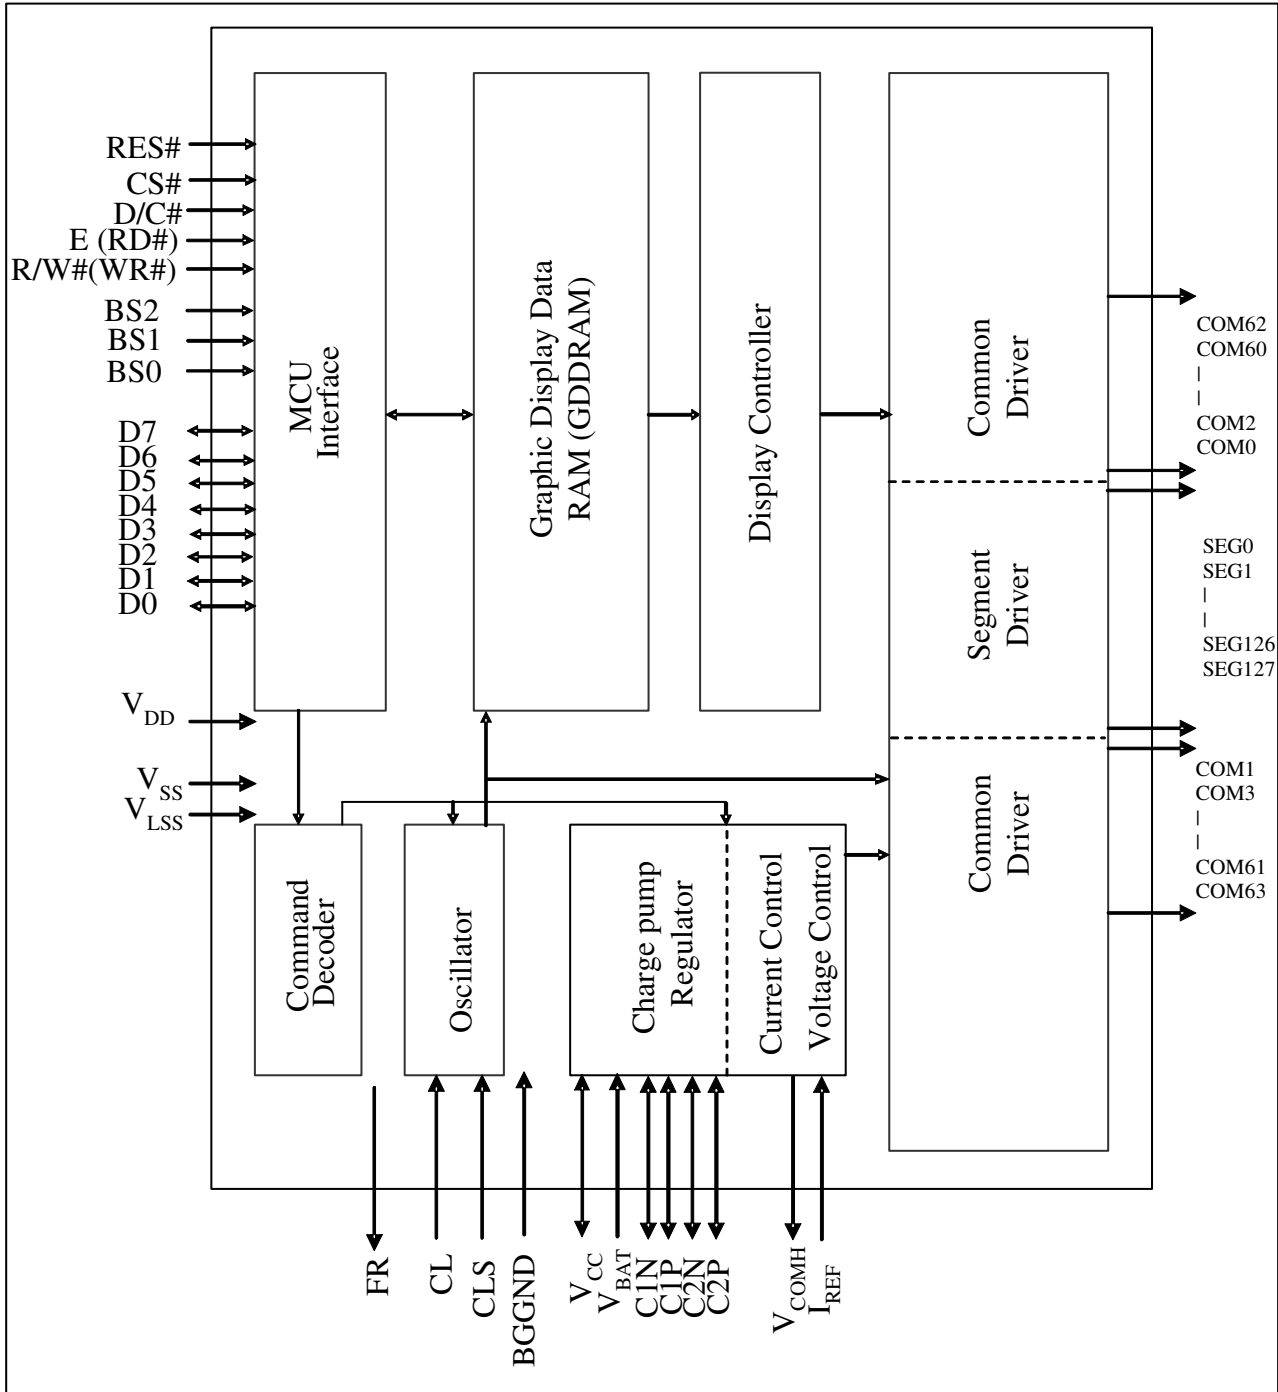 RES#
CS#
D/C#
E (RD#)
R/W#(WR#)
BS2
BS1
BS0
D7
D6
D5
D4
D3
D2
D1
D0
VDD
VSS
VLSS
MCU
Interface
Graphic Display Data
RAM (GDDRAM)
Display Controller
Common
Driver
Segment
Driver
Common
Driver
Command
Decoder
Oscillator
Charge pump
Regulator
Current Control
Voltage Control
COM62
COM60
|
|
COM2
COM0
SEG0
SEG1
|
|
SEG126
SEG127
COM1
COM3
|
|
COM61
COM63
FR
CL
CLS
BGGND
VCC
VBAT
C1N
C1P
C2N
C2P
VCOMH
IREF